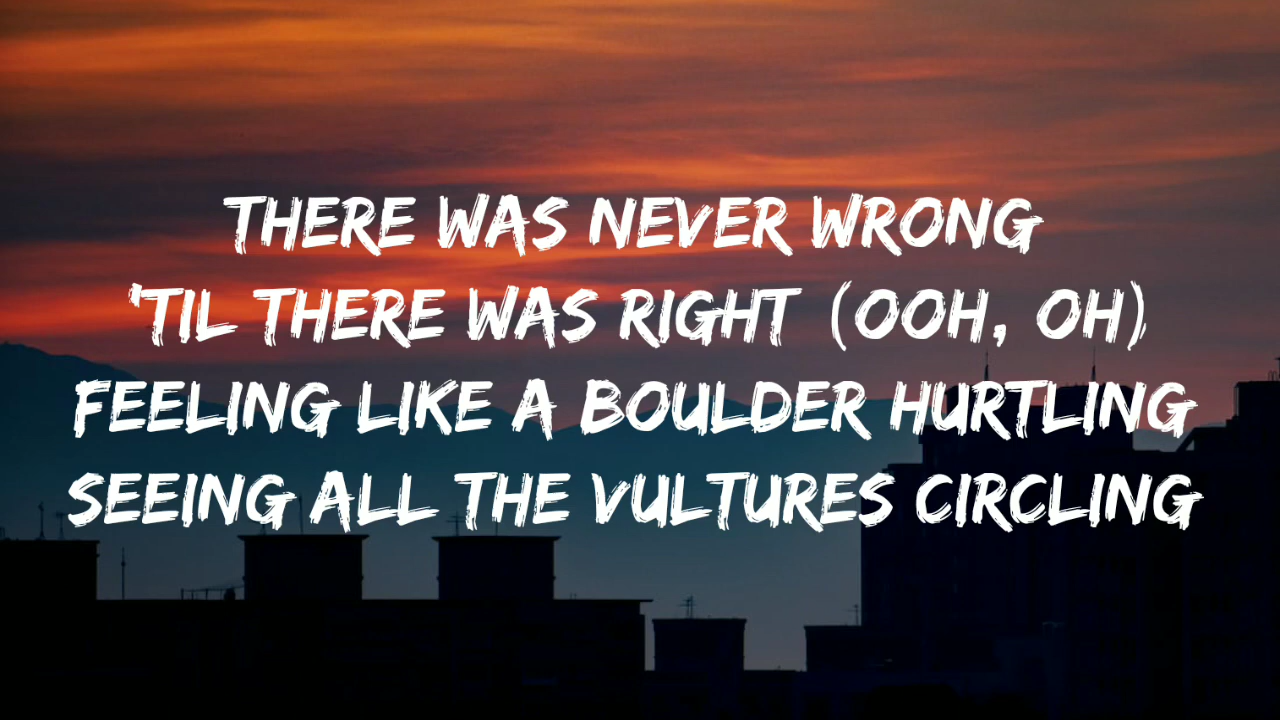 THERE WAS NEVER WRONG
'TIL THERE WAS RIGHT (OOH, OH)
FEELING LIKE A BOULDER HURTLING
SEEING ALL THE VULTURES CIRCLING